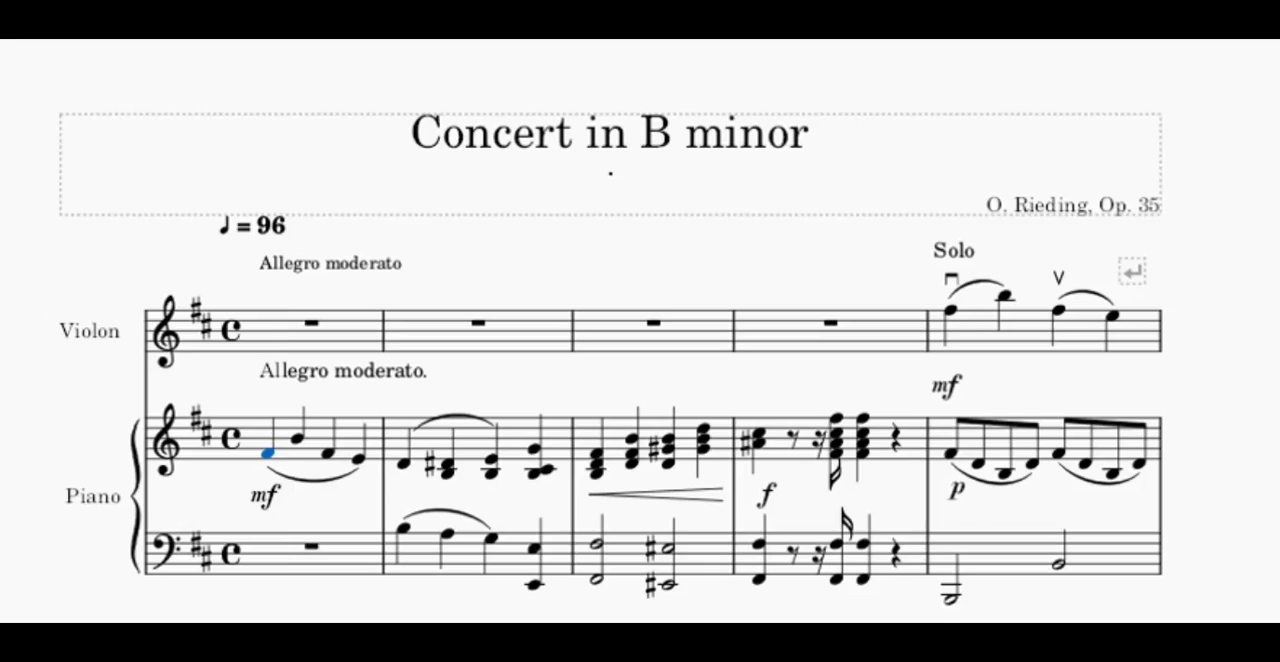 Concert in B minor
.
O. Rieding, Op. 35
♩ = 96
Allegro moderato
Solo
Violon
mf
Allegro moderato.
mf
f
p
Piano